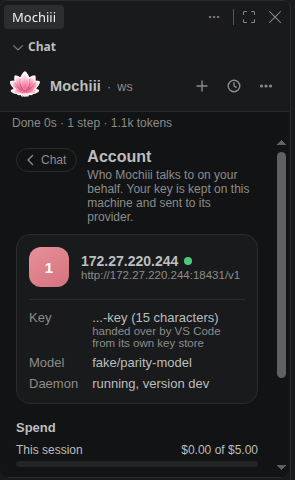 Mochiii
Chat
Mochiii · ws
Done 0s · 1 step · 1.1k tokens
Chat
Account
Who Mochiii talks to on your
behalf. Your key is kept on this
machine and sent to its
provider.
1
172.27.220.244
http://172.27.220.244:18431/v1
Key ...-key (15 characters)
handed over by VS Code
from its own key store
Model fake/parity-model
Daemon running, version dev
Spend
This session $0.00 of $5.00